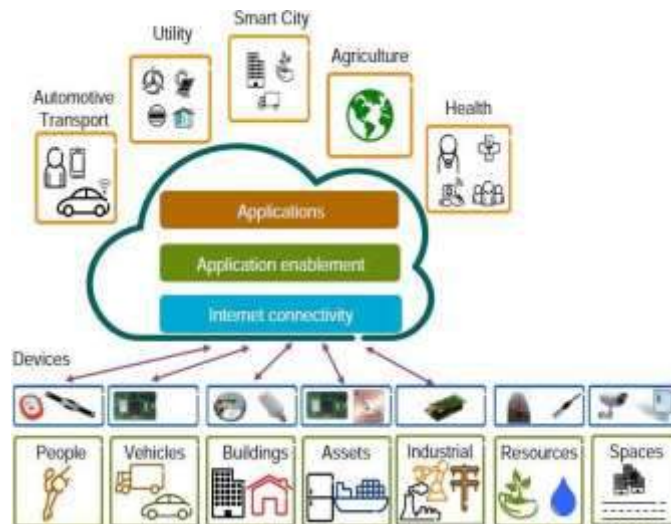 Smart City
Utility
Agriculture
Automotive
Transport
Health
Applications
Application enablement
Internet connectivity
Devices
People
Vehicles
Buildings
Assets
Industrial
Resources
Spaces